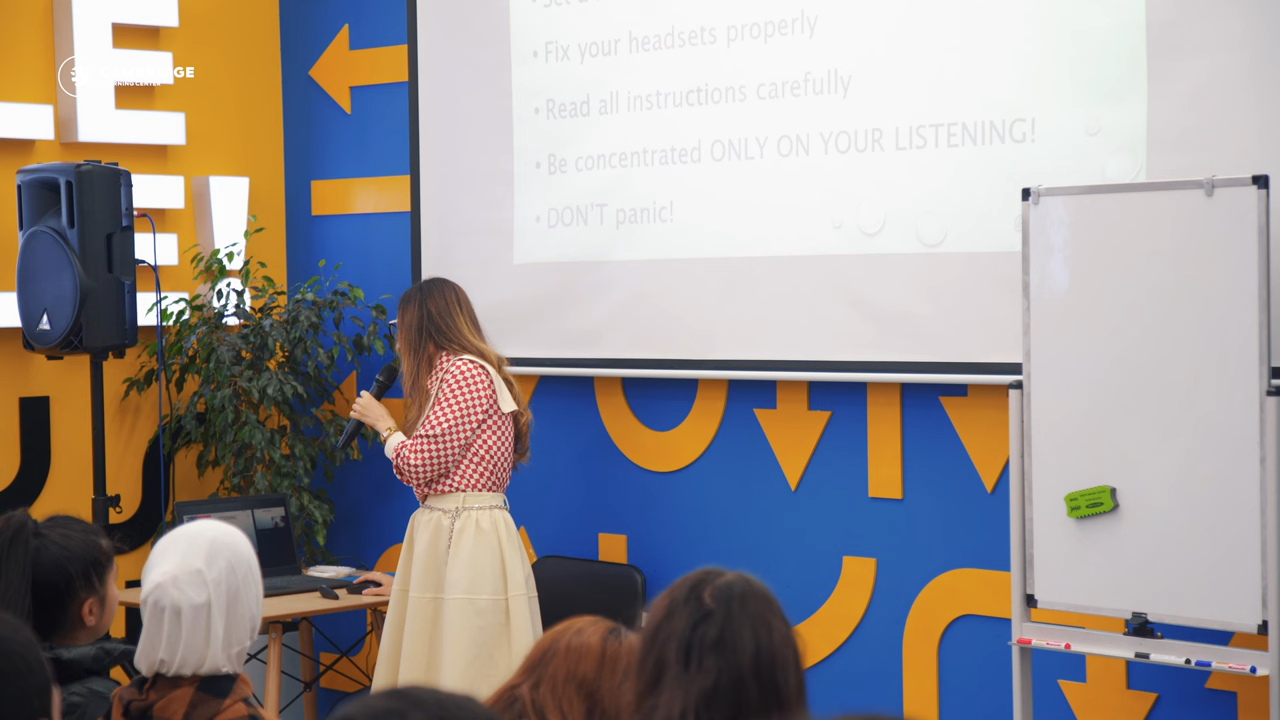 • Fix your headsets properly
• Read all instructions carefully
• Be concentrated ONLY ON YOUR LISTENING!
• DON'T panic!